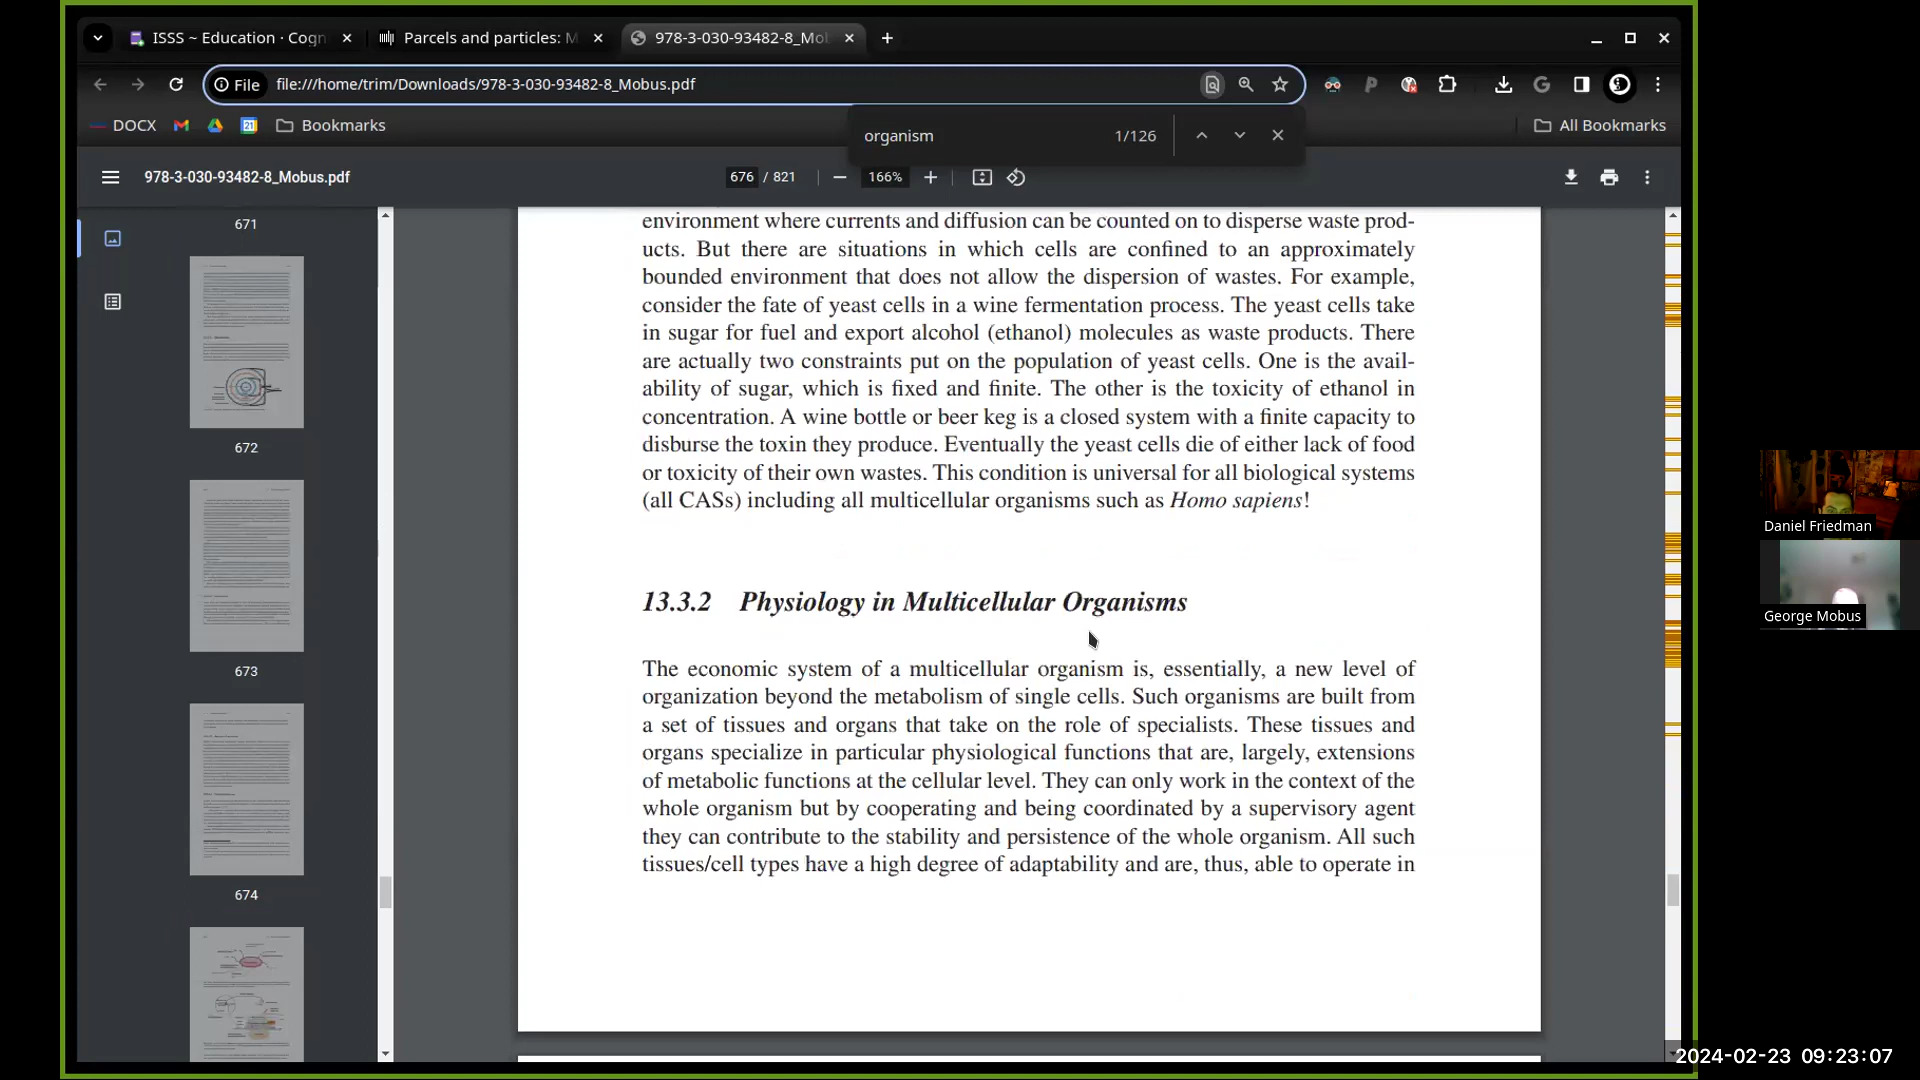 ISSS ~ Education · Cogn
Parcels and particles: M
978-3-030-93482-8_Mob
File
file:///home/trim/Downloads/978-3-030-93482-8_Mobus.pdf
DOCX
Bookmarks
All Bookmarks
organism 1/126
978-3-030-93482-8_Mobus.pdf
676 / 821
166%
671
672
673
674
environment where currents and diffusion can be counted on to disperse waste prod-
ucts. But there are situations in which cells are confined to an approximately
bounded environment that does not allow the dispersion of wastes. For example,
consider the fate of yeast cells in a wine fermentation process. The yeast cells take
in sugar for fuel and export alcohol (ethanol) molecules as waste products. There
are actually two constraints put on the population of yeast cells. One is the avail-
ability of sugar, which is fixed and finite. The other is the toxicity of ethanol in
concentration. A wine bottle or beer keg is a closed system with a finite capacity to
disburse the toxin they produce. Eventually the yeast cells die of either lack of food
or toxicity of their own wastes. This condition is universal for all biological systems
(all CASs) including all multicellular organisms such as Homo sapiens!
13.3.2 Physiology in Multicellular Organisms
The economic system of a multicellular organism is, essentially, a new level of
organization beyond the metabolism of single cells. Such organisms are built from
a set of tissues and organs that take on the role of specialists. These tissues and
organs specialize in particular physiological functions that are, largely, extensions
of metabolic functions at the cellular level. They can only work in the context of the
whole organism but by cooperating and being coordinated by a supervisory agent
they can contribute to the stability and persistence of the whole organism. All such
tissues/cell types have a high degree of adaptability and are, thus, able to operate in
Daniel Friedman
George Mobus
2024-02-23 09:23:07